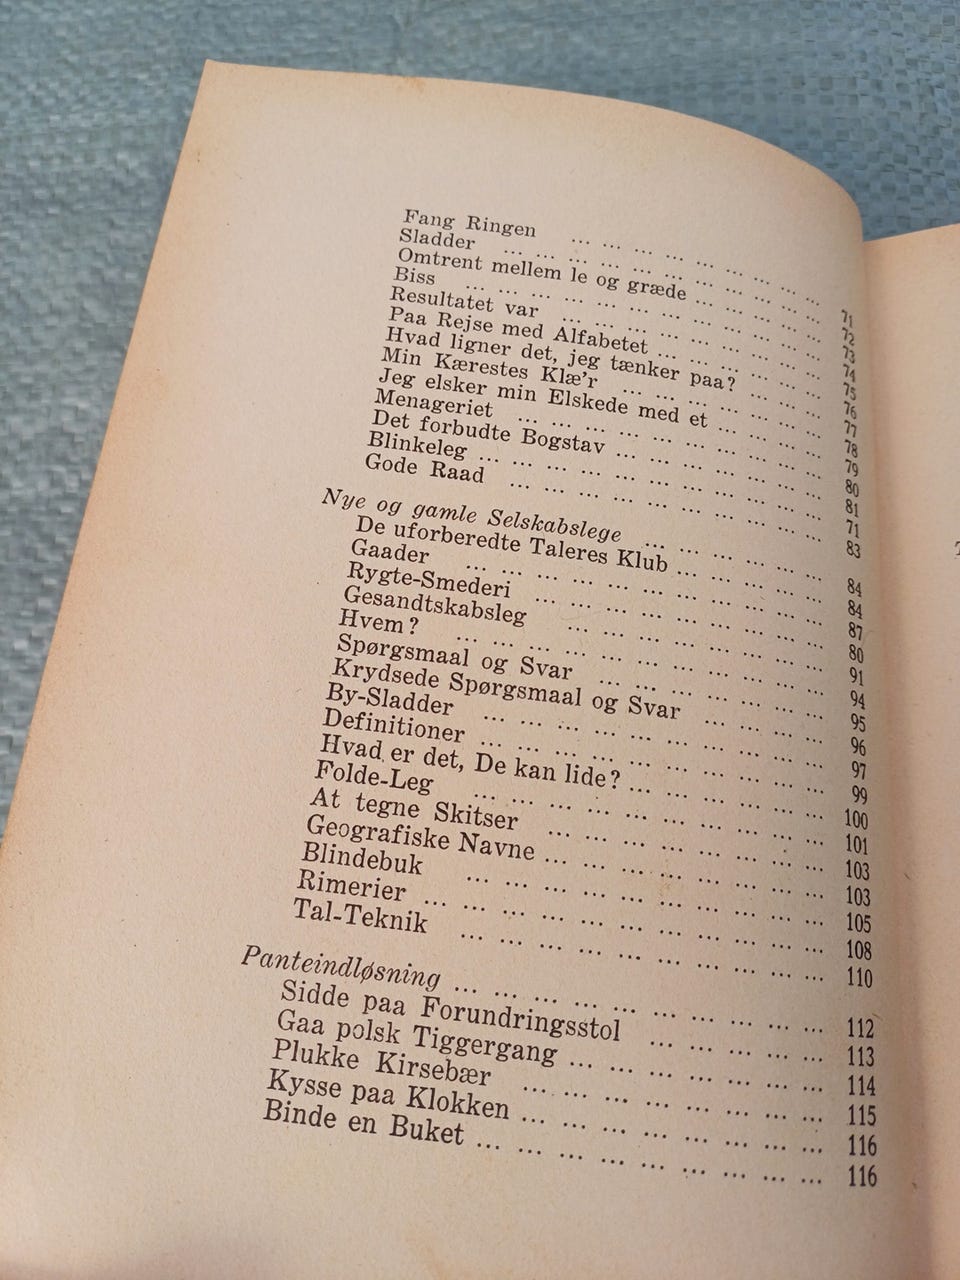 Fang Ringen ... ... ... ... ... ... ... ... 71
Sladder ... ... ... ... ... ... ... ... ... ... 72
Omtrent mellem le og græde ... ... ... ... ... 73
Biss ... ... ... ... ... ... ... ... ... ... ... 74
Resultatet var ... ... ... ... ... ... ... ... 75
Paa Rejse med Alfabetet ... ... ... ... ... ... 76
Hvad ligner det, jeg tænker paa? ... ... ... 77
Min Kærestes Klæ'r ... ... ... ... ... ... ... 78
Jeg elsker min Elskede med et ... ... ... ... 79
Menageriet ... ... ... ... ... ... ... ... ... 80
Det forbudte Bogstav ... ... ... ... ... ... 81
Blinkeleg ... ... ... ... ... ... ... ... ... ... 71
Gode Raad ... ... ... ... ... ... ... ... ... 83
Nye og gamle Selskabslege ... ... ... ... ... ... 84
De uforberedte Taleres Klub ... ... ... ... ... 84
Gaader ... ... ... ... ... ... ... ... ... ... 87
Rygte-Smederi ... ... ... ... ... ... ... ... 80
Gesandtskabsleg ... ... ... ... ... ... ... 91
Hvem? ... ... ... ... ... ... ... ... ... ... 94
Spørgsmaal og Svar ... ... ... ... ... ... 95
Krydsede Spørgsmaal og Svar ... ... ... ... 96
By-Sladder ... ... ... ... ... ... ... ... ... 97
Definitioner ... ... ... ... ... ... ... ... ... 99
Hvad er det, De kan lide? ... ... ... ... ... 100
Folde-Leg ... ... ... ... ... ... ... ... ... 101
At tegne Skitser ... ... ... ... ... ... ... 103
Geografiske Navne ... ... ... ... ... ... ... 103
Blindebuk ... ... ... ... ... ... ... ... ... 105
Rimerier ... ... ... ... ... ... ... ... ... ... 108
Tal-Teknik ... ... ... ... ... ... ... ... ... 110
Panteindløsning ... ... ... ... ... ... ... ... ... 112
Sidde paa Forundringsstol ... ... ... ... ... 113
Gaa polsk Tiggergang ... ... ... ... ... ... 114
Plukke Kirsebær ... ... ... ... ... ... ... 115
Kysse paa Klokken ... ... ... ... ... ... ... 116
Binde en Buket ... ... ... ... ... ... ... ... 116